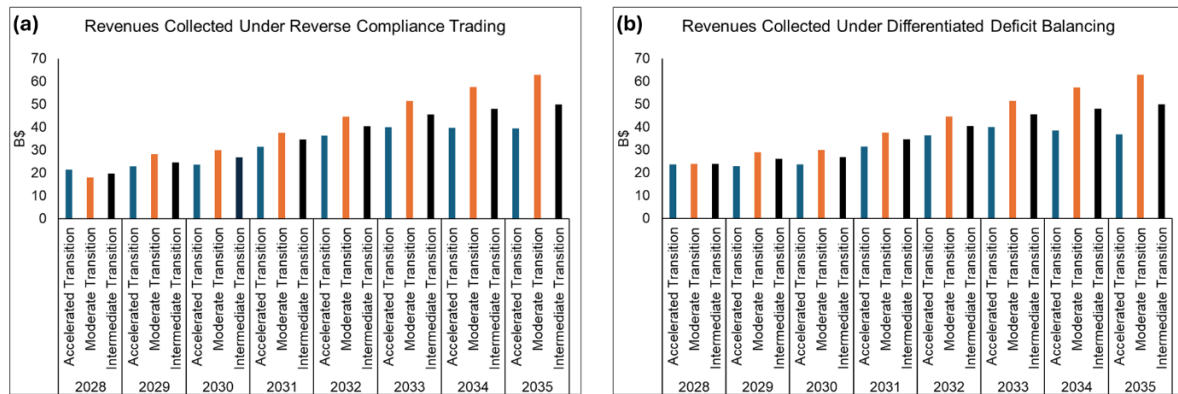 (a)
Revenues Collected Under Reverse Compliance Trading
70
60
50
40
30
20
10
0
B$
Accelerated Transition
Moderate Transition
Intermediate Transition
Accelerated Transition
Moderate Transition
Intermediate Transition
Accelerated Transition
Moderate Transition
Intermediate Transition
Accelerated Transition
Moderate Transition
Intermediate Transition
Accelerated Transition
Moderate Transition
Intermediate Transition
Accelerated Transition
Moderate Transition
Intermediate Transition
Accelerated Transition
Moderate Transition
Intermediate Transition
Accelerated Transition
Moderate Transition
Intermediate Transition
2028 2029 2030 2031 2032 2033 2034 2035
(b)
Revenues Collected Under Differentiated Deficit Balancing
70
60
50
40
30
20
10
0
B$
Accelerated Transition
Moderate Transition
Intermediate Transition
Accelerated Transition
Moderate Transition
Intermediate Transition
Accelerated Transition
Moderate Transition
Intermediate Transition
Accelerated Transition
Moderate Transition
Intermediate Transition
Accelerated Transition
Moderate Transition
Intermediate Transition
Accelerated Transition
Moderate Transition
Intermediate Transition
Accelerated Transition
Moderate Transition
Intermediate Transition
Accelerated Transition
Moderate Transition
Intermediate Transition
2028 2029 2030 2031 2032 2033 2034 2035